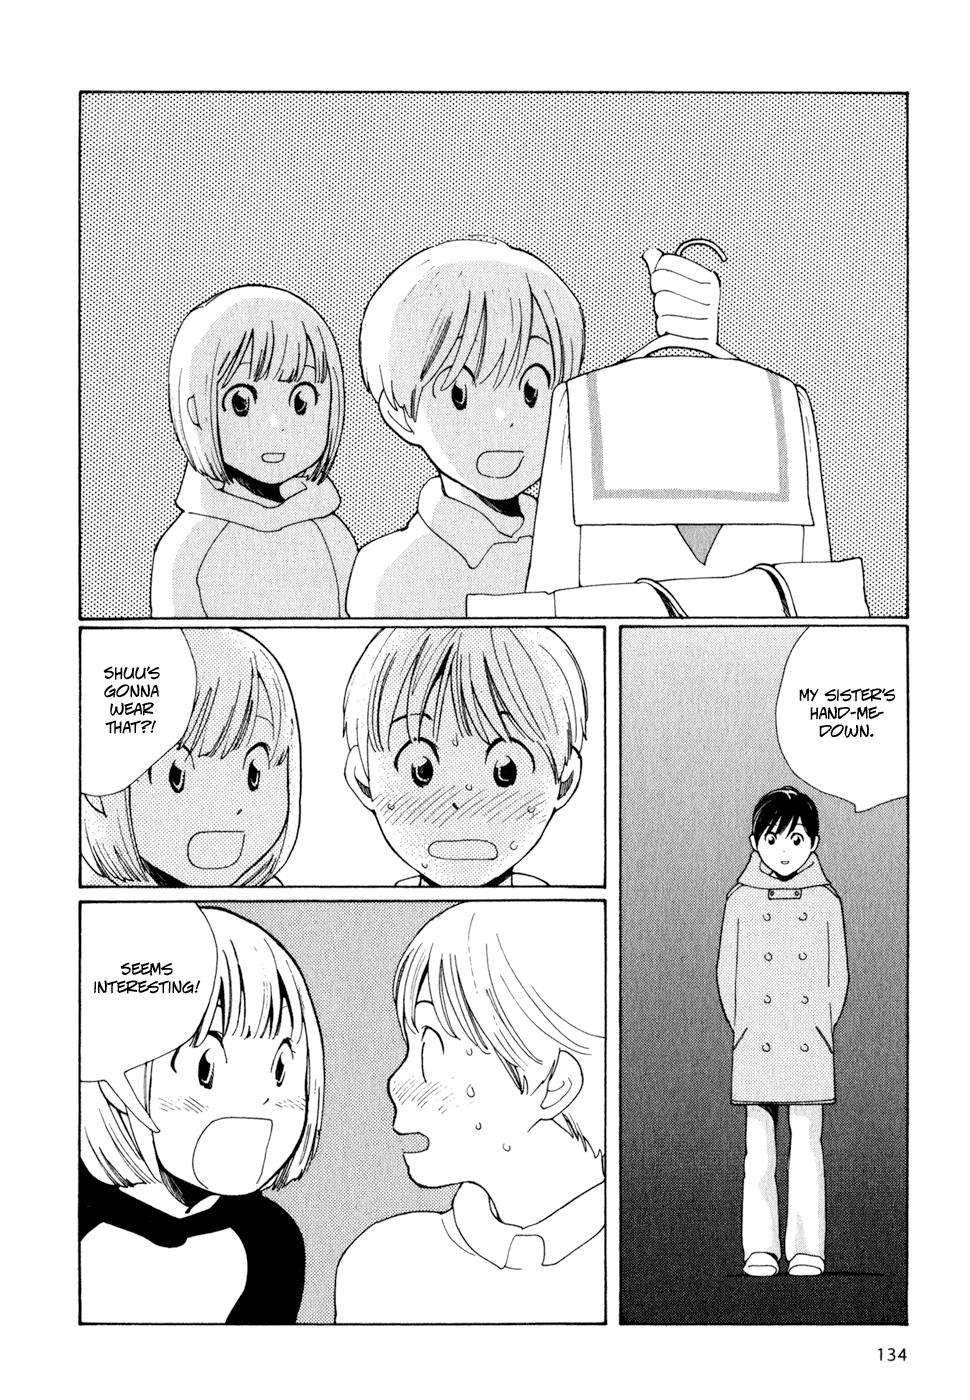 MY SISTER'S
HAND-ME-
DOWN.
SHUU'S
GONNA
WEAR
THAT?!
SEEMS
INTERESTING!
134